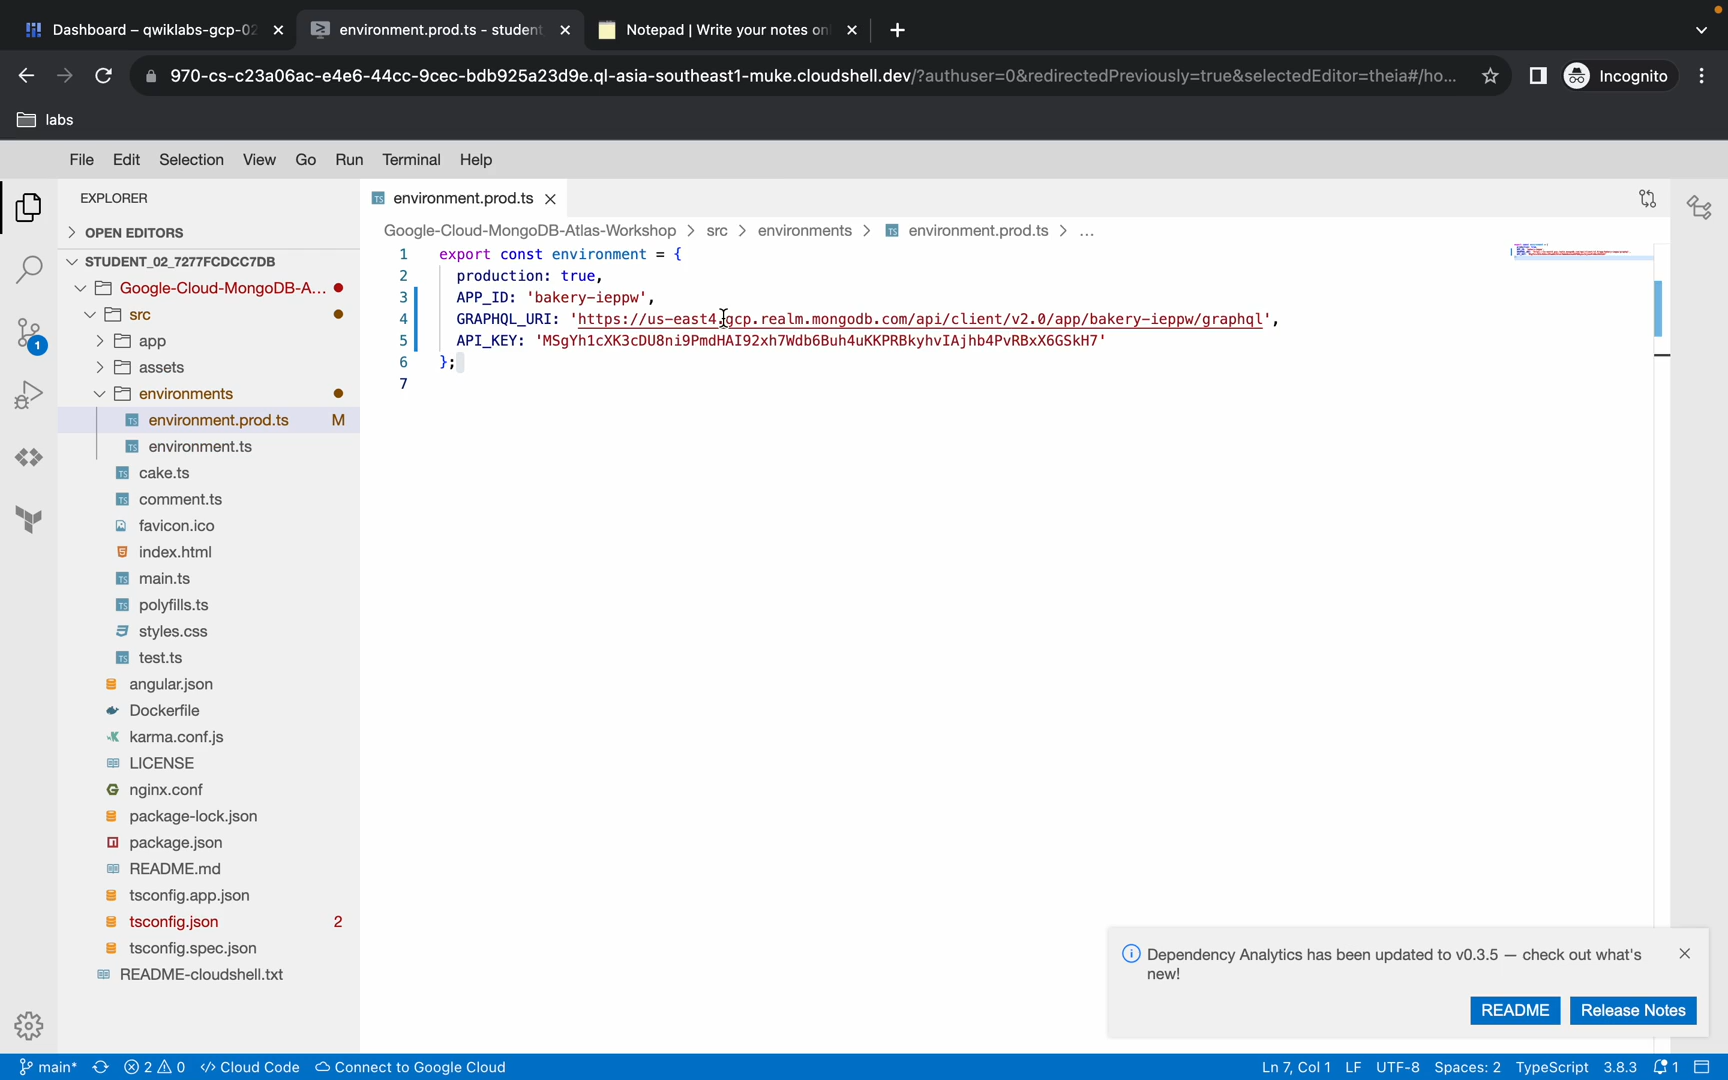 Dashboard – qwiklabs-gcp-02
environment.prod.ts - student
Notepad | Write your notes on
970-cs-c23a06ac-e4e6-44cc-9cec-bdb925a23d9e.ql-asia-southeast1-muke.cloudshell.dev/?authuser=0&redirectedPreviously=true&selectedEditor=theia#/ho...
Incognito
labs
File Edit Selection View Go Run Terminal Help
EXPLORER
OPEN EDITORS
STUDENT_02_7277FCDCC7DB
Google-Cloud-MongoDB-A...
src
app
assets
environments
environment.prod.ts M
environment.ts
cake.ts
comment.ts
favicon.ico
index.html
main.ts
polyfills.ts
styles.css
test.ts
angular.json
Dockerfile
karma.conf.js
LICENSE
nginx.conf
package-lock.json
package.json
README.md
tsconfig.app.json
tsconfig.json 2
tsconfig.spec.json
README-cloudshell.txt
1
environment.prod.ts
Google-Cloud-MongoDB-Atlas-Workshop > src > environments > environment.prod.ts > ...
1 export const environment = {
2 production: true,
3 APP_ID: 'bakery-ieppw',
4 GRAPHQL_URI: 'https://us-east4.gcp.realm.mongodb.com/api/client/v2.0/app/bakery-ieppw/graphql',
5 API_KEY: 'MSgYh1cXK3cDU8ni9PmdHAI92xh7Wdb6Buh4uKKPRBkyhvIAjhb4PvRBxX6GSkH7'
6 };
7
Dependency Analytics has been updated to v0.3.5 — check out what's
new!
README
Release Notes
main* 2 0 Cloud Code Connect to Google Cloud
Ln 7, Col 1 LF UTF-8 Spaces: 2 TypeScript 3.8.3 1